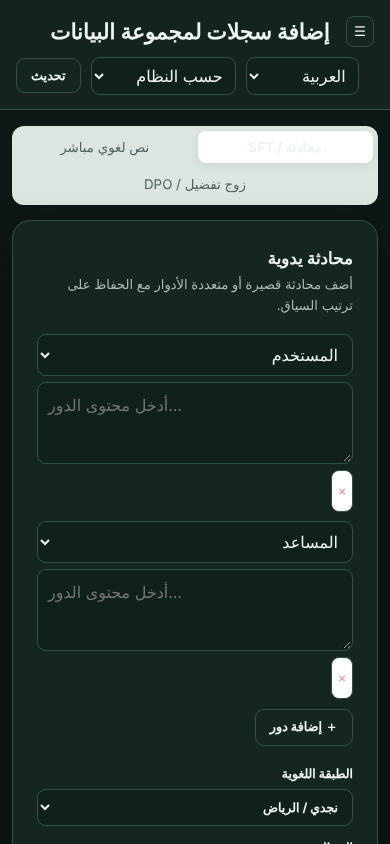 ☰ إضافة سجلات لمجموعة البيانات
العربية حسب النظام تحديث
محادثة / SFT نص لغوي مباشر
زوج تفضيل / DPO
محادثة يدوية
أضف محادثة قصيرة أو متعددة الأدوار مع الحفاظ على
ترتيب السياق.
المستخدم
أدخل محتوى الدور...
×
المساعد
أدخل محتوى الدور...
×
+ إضافة دور
الطبقة اللغوية
نجدي / الرياض